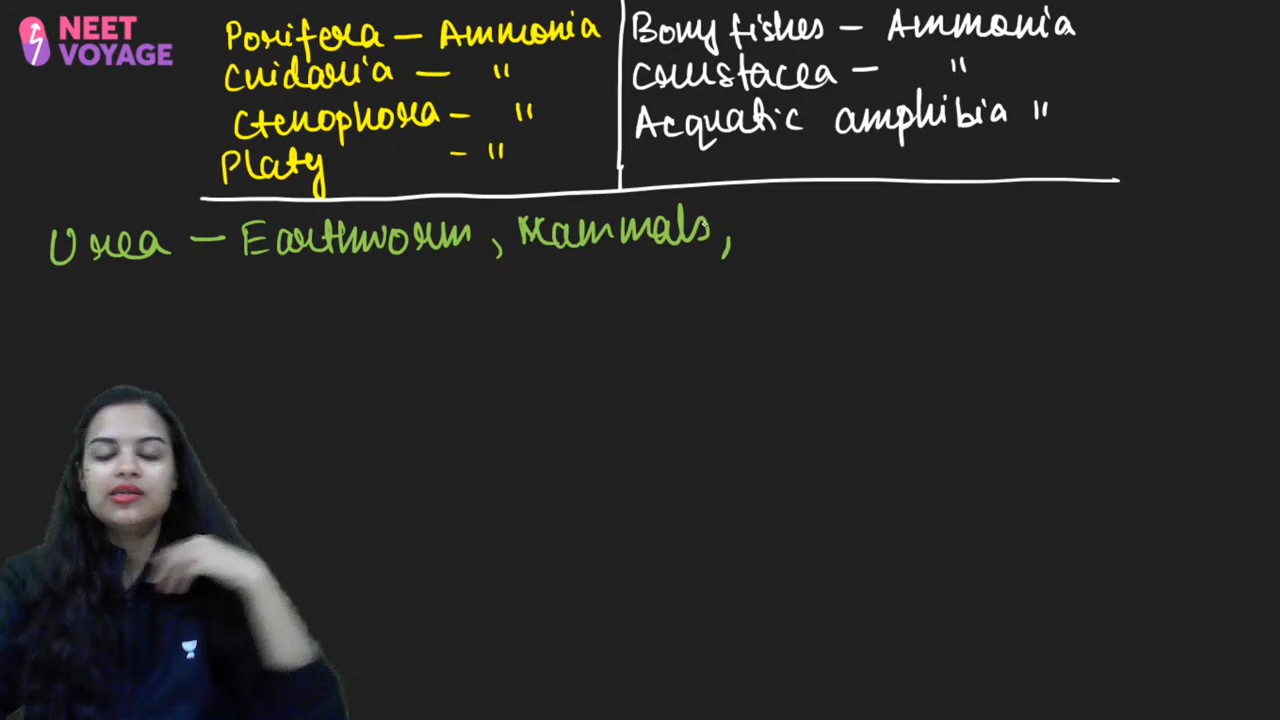 NEET
VOYAGE
Porifera – Ammonia
Cnidaria – "
Ctenophora – "
Platy – "
Bony fishes – Ammonia
Crustacea – "
Acquatic amphibia "
Urea – Earthworm, Mammals,